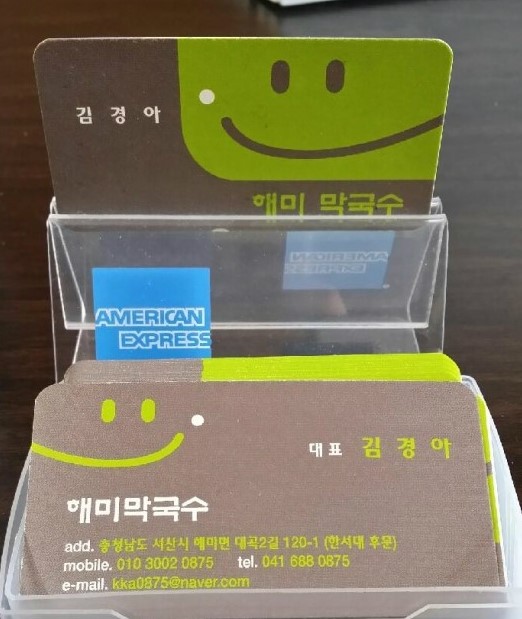 김 경 아
해미 막국수
AMERICAN
EXPRESS
AMERICAN
EXPRESS
대표 김 경 아
해미막국수
add. 충청남도 서산시 해미면 대곡2길 120-1 (한서대 후문)
mobile. 010 3002 0875 tel. 041 688 0875
e-mail. kka0875@naver.com